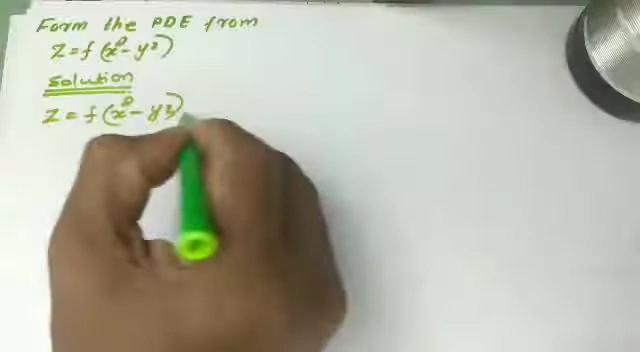 Form the PDE from
Z = f (x² - y²)
Solution
Z = f (x² - y²)